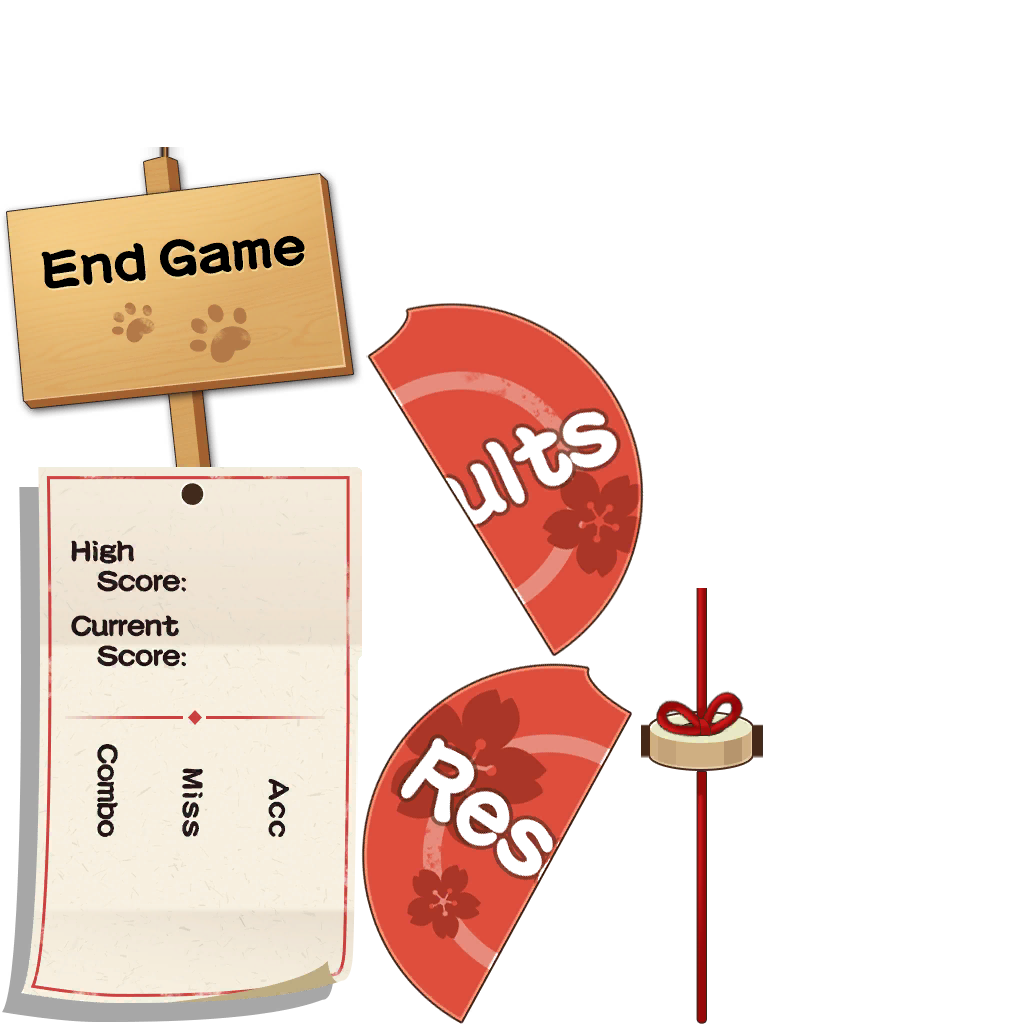 End Game
ults
High
Score:
Current
Score:
Combo
Miss
Acc
Res